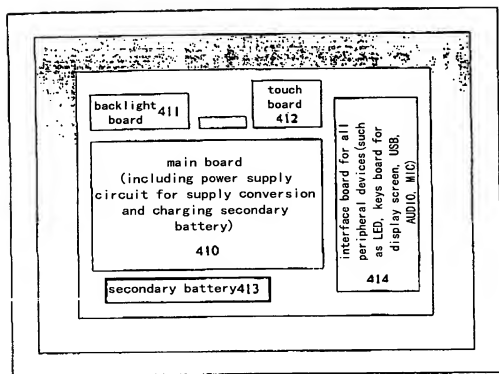 backlight 411
board
touch
board
412
main board
(including power supply
circuit for supply conversion
and charging secondary
battery)
410
secondary battery413
interface board for all
peripheral devices(such
as LED, keys board for
display screen, USB,
AUDIO, MIC)
414